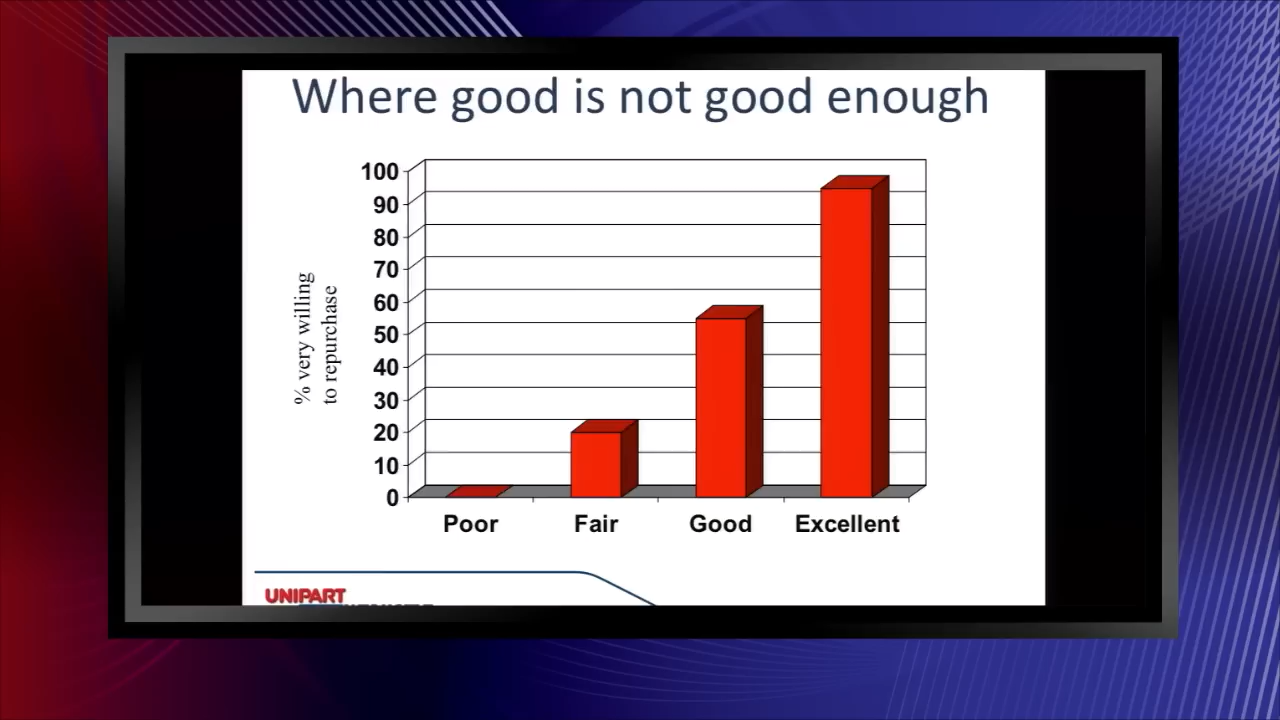 Where good is not good enough
% very willing
to repurchase
100
90
80
70
60
50
40
30
20
10
0
Poor Fair Good Excellent
UNIPART